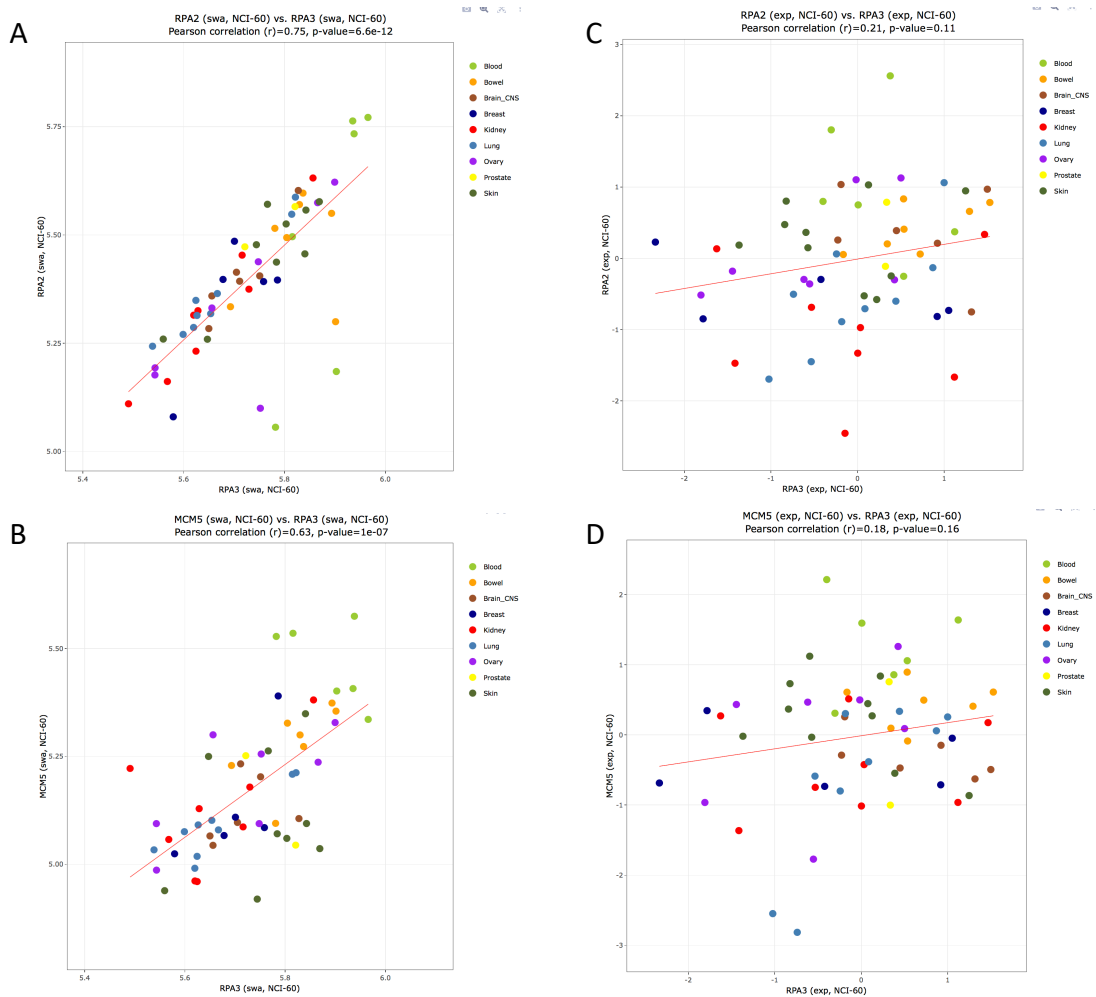 A
RPA2 (swa, NCI-60) vs. RPA3 (swa, NCI-60)
Pearson correlation (r)=0.75, p-value=6.6e-12
5.75
5.50
5.25
5.00
RPA2 (swa, NCI-60)
5.4 5.6 5.8 6.0
RPA3 (swa, NCI-60)
Blood
Bowel
Brain_CNS
Breast
Kidney
Lung
Ovary
Prostate
Skin
C
RPA2 (exp, NCI-60) vs. RPA3 (exp, NCI-60)
Pearson correlation (r)=0.21, p-value=0.11
3
2
1
0
-1
-2
RPA2 (exp, NCI-60)
-2 -1 0 1
RPA3 (exp, NCI-60)
Blood
Bowel
Brain_CNS
Breast
Kidney
Lung
Ovary
Prostate
Skin
B
MCM5 (swa, NCI-60) vs. RPA3 (swa, NCI-60)
Pearson correlation (r)=0.63, p-value=1e-07
5.50
5.25
5.00
MCM5 (swa, NCI-60)
5.4 5.6 5.8 6.0
RPA3 (swa, NCI-60)
Blood
Bowel
Brain_CNS
Breast
Kidney
Lung
Ovary
Prostate
Skin
D
MCM5 (exp, NCI-60) vs. RPA3 (exp, NCI-60)
Pearson correlation (r)=0.18, p-value=0.16
2
1
0
-1
-2
-3
MCM5 (exp, NCI-60)
-2 -1 0 1
RPA3 (exp, NCI-60)
Blood
Bowel
Brain_CNS
Breast
Kidney
Lung
Ovary
Prostate
Skin